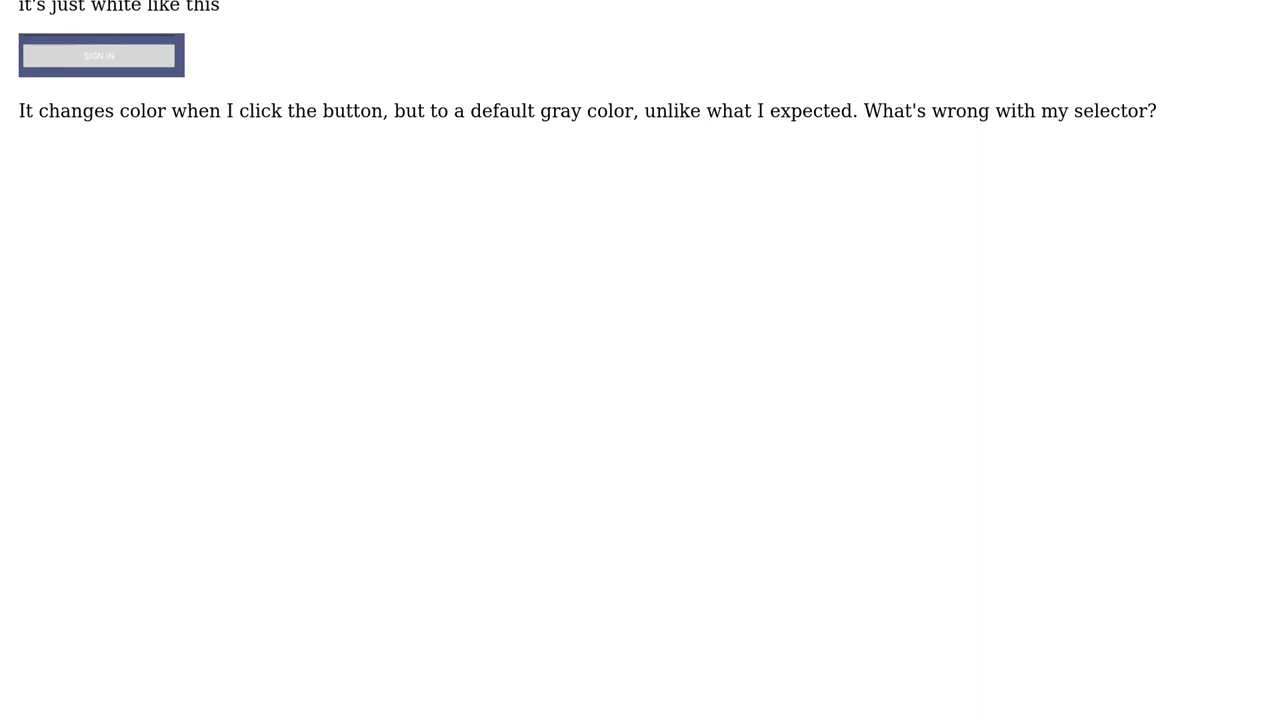 it's just white like this
SIGN IN
It changes color when I click the button, but to a default gray color, unlike what I expected. What's wrong with my selector?